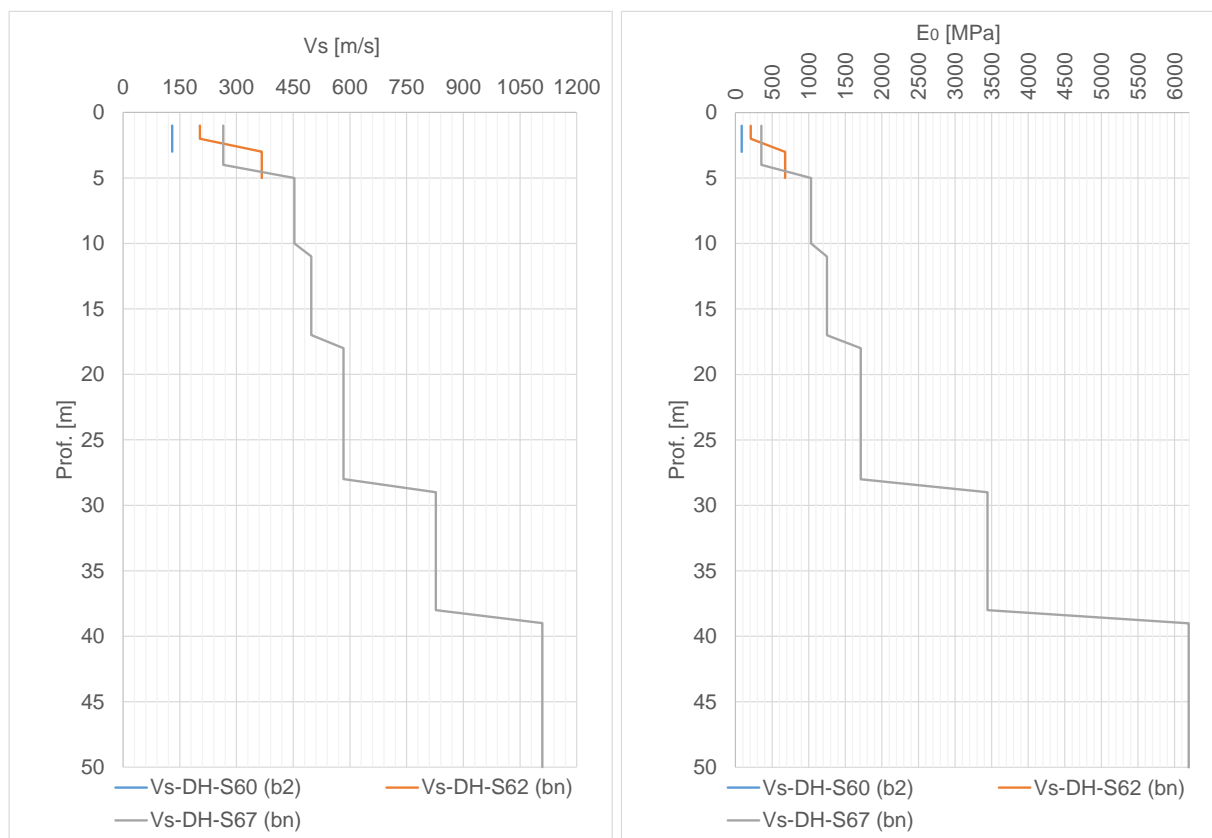 Vs [m/s]
0 150 300 450 600 750 900 1050 1200
0
5
10
15
20
25
30
35
40
45
50
Prof. [m]
Vs-DH-S60 (b2) Vs-DH-S62 (bn)
Vs-DH-S67 (bn)
E0 [MPa]
0 500 1000 1500 2000 2500 3000 3500 4000 4500 5000 5500 6000
0
5
10
15
20
25
30
35
40
45
50
Prof. [m]
Vs-DH-S60 (b2) Vs-DH-S62 (bn)
Vs-DH-S67 (bn)